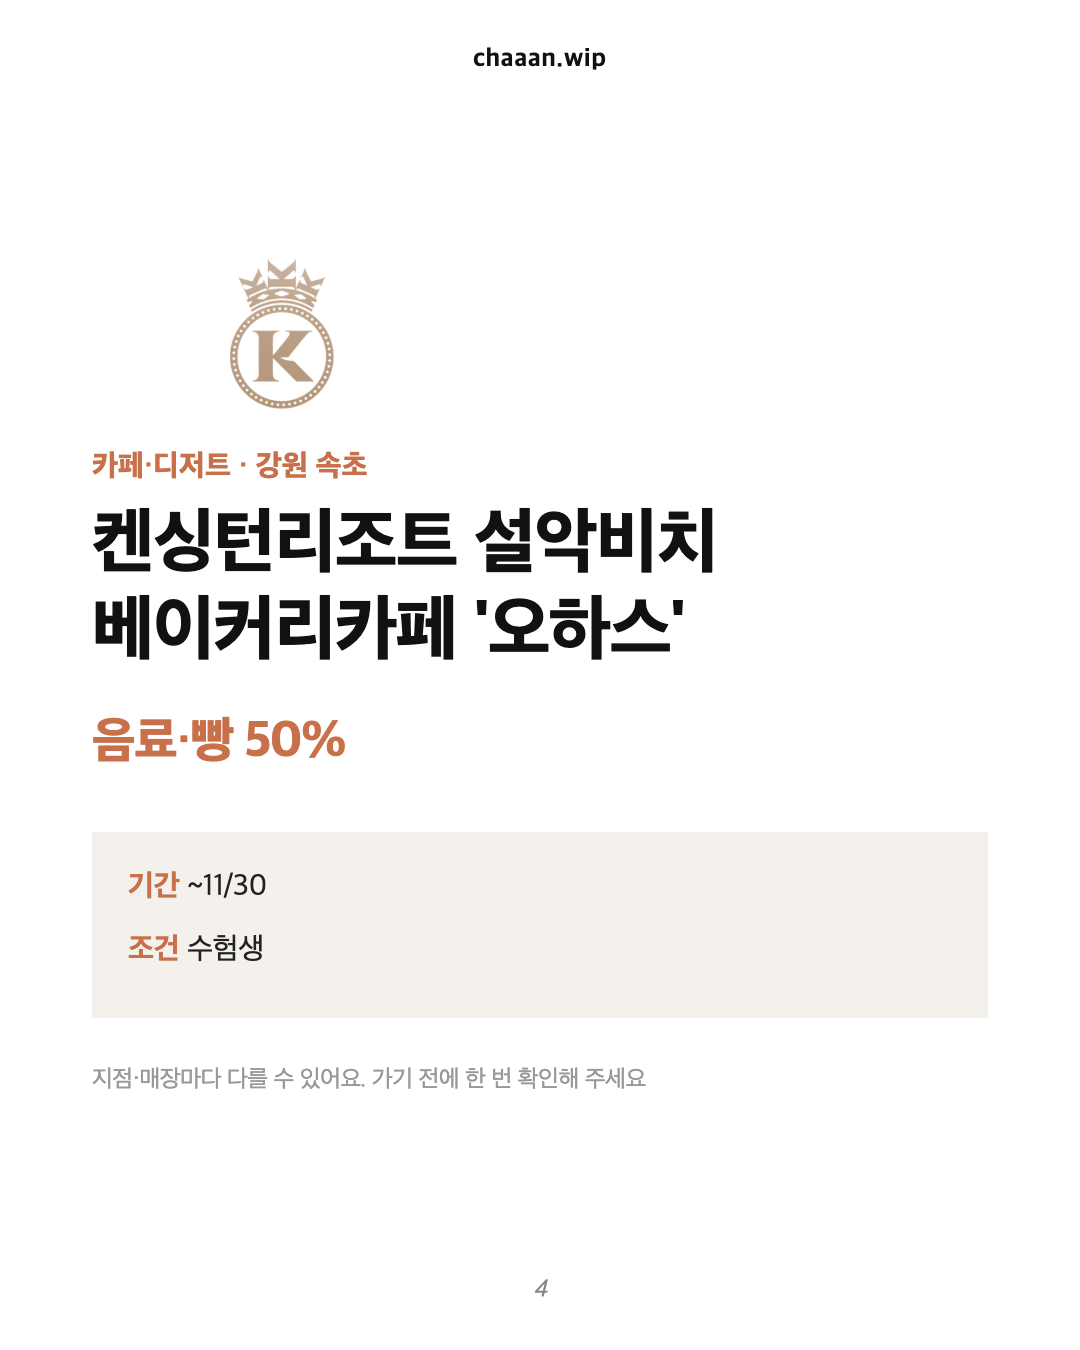 chaaan.wip
K
카페·디저트 · 강원 속초
켄싱턴리조트 설악비치
베이커리카페 '오하스'
음료·빵 50%
기간 ~11/30
조건 수험생
지점·매장마다 다를 수 있어요. 가기 전에 한 번 확인해 주세요
4